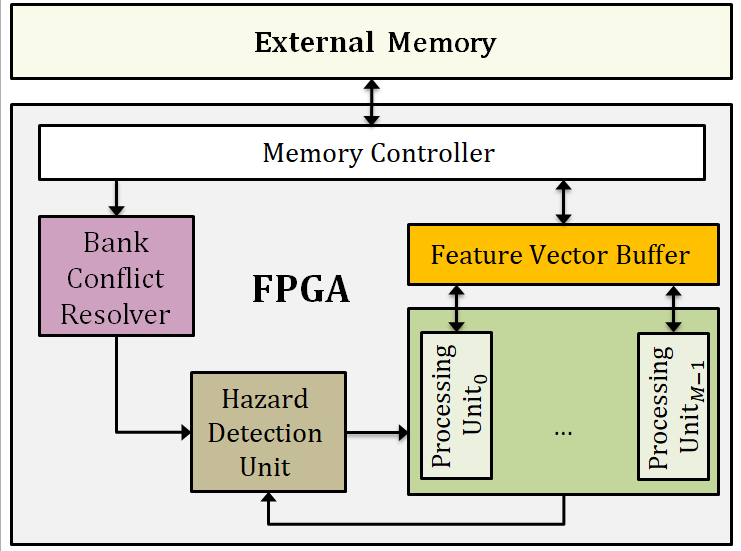 External Memory
Memory Controller
Bank
Conflict
Resolver
Feature Vector Buffer
FPGA
Processing
Unit0
...
Processing
UnitM−1
Hazard
Detection
Unit